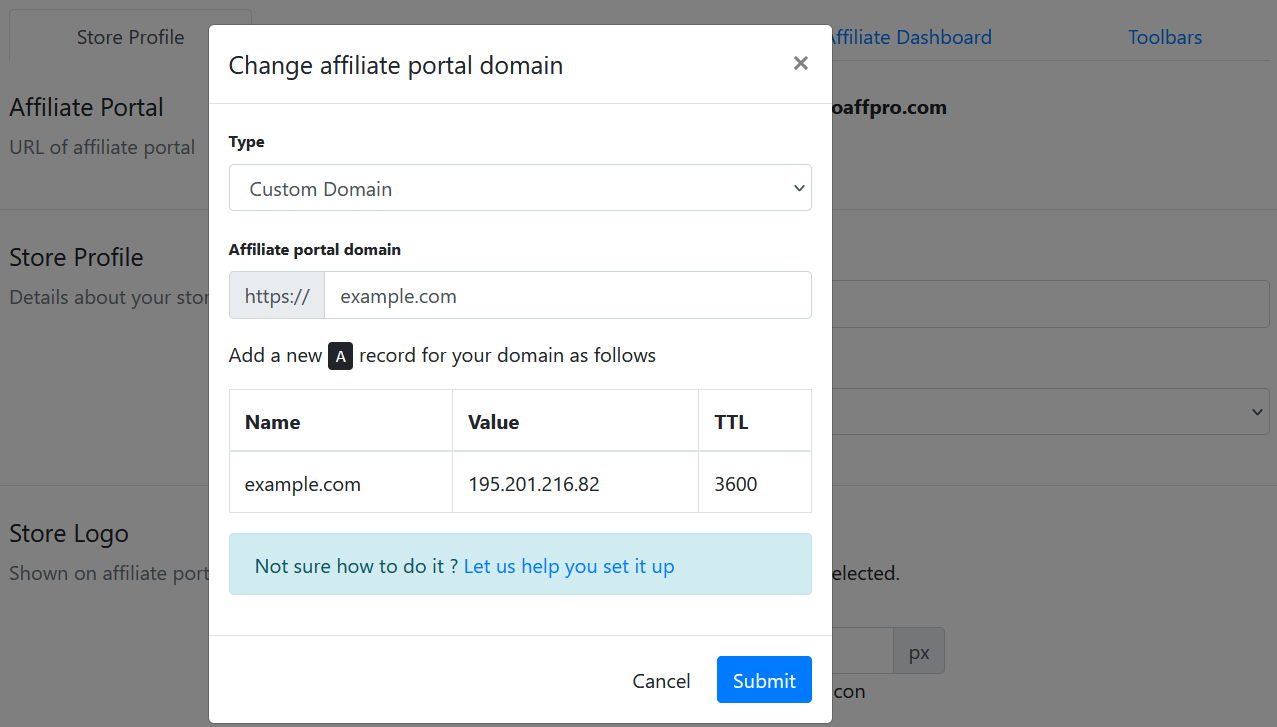 Store Profile
Affiliate Dashboard
Toolbars
Change affiliate portal domain
×
Affiliate Portal
oaffpro.com
URL of affiliate portal
Type
Custom Domain
Affiliate portal domain
https:// example.com
Store Profile
Details about your stor
Add a new A record for your domain as follows
Name Value TTL
example.com 195.201.216.82 3600
Store Logo
Shown on affiliate port
elected.
Not sure how to do it ? Let us help you set it up
px
con
Cancel Submit